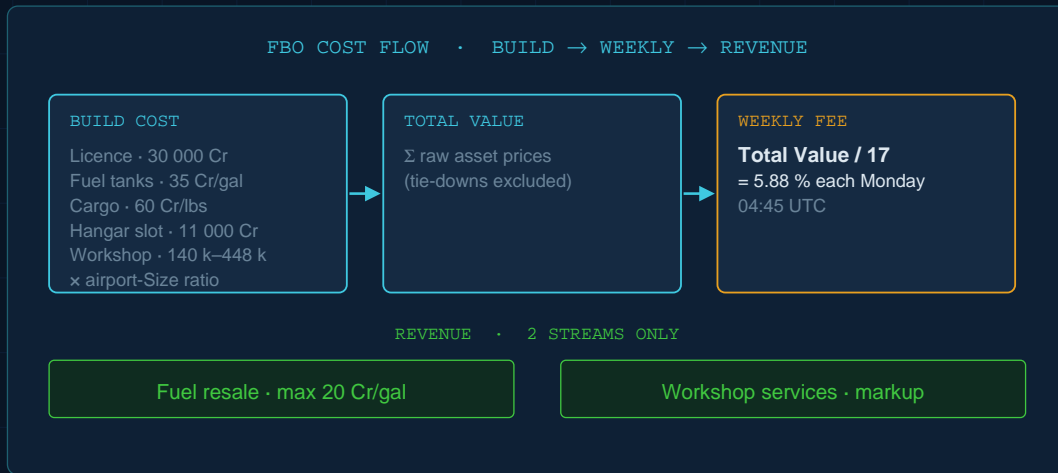 FBO COST FLOW · BUILD → WEEKLY → REVENUE
BUILD COST
Licence · 30 000 Cr
Fuel tanks · 35 Cr/gal
Cargo · 60 Cr/lbs
Hangar slot · 11 000 Cr
Workshop · 140 k–448 k
× airport-Size ratio
TOTAL VALUE
Σ raw asset prices
(tie-downs excluded)
WEEKLY FEE
Total Value / 17
= 5.88 % each Monday
04:45 UTC
REVENUE · 2 STREAMS ONLY
Fuel resale · max 20 Cr/gal
Workshop services · markup